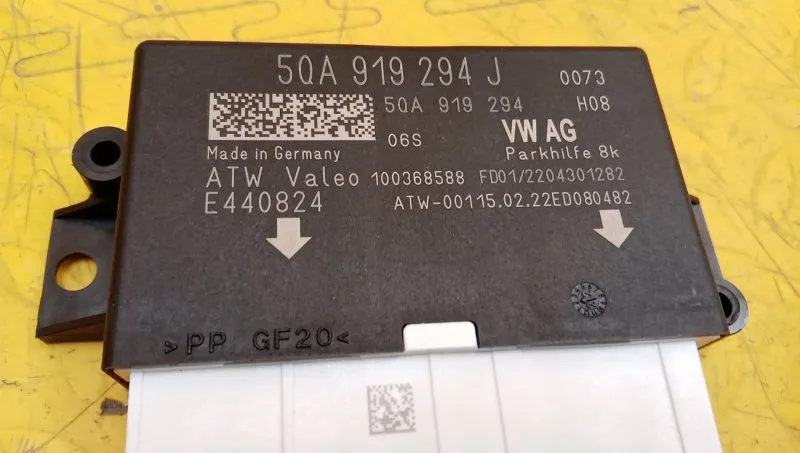 5QA 919 294 J 0073
5QA 919 294 H08
06S VW AG
Made in Germany Parkhilfe 8k
ATW Valeo 100368588 FD01/2204301282
E440824 ATW-00115.02.22ED080482
>PP GF20<